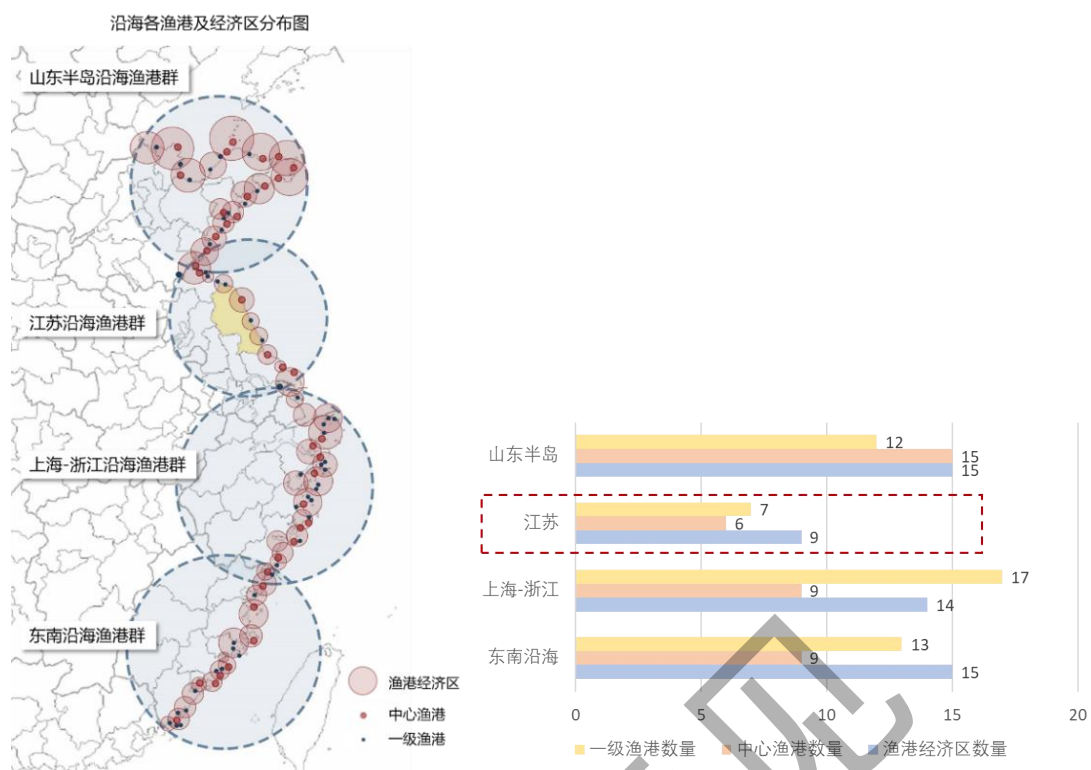 沿海各渔港及经济区分布图
山东半岛沿海渔港群
江苏沿海渔港群
上海-浙江沿海渔港群
东南沿海渔港群
渔港经济区
中心渔港
一级渔港
山东半岛
12
15
15
江苏
7
6
9
上海-浙江
17
9
14
东南沿海
13
9
15
0 5 10 15 20
一级渔港数量 中心渔港数量 渔港经济区数量